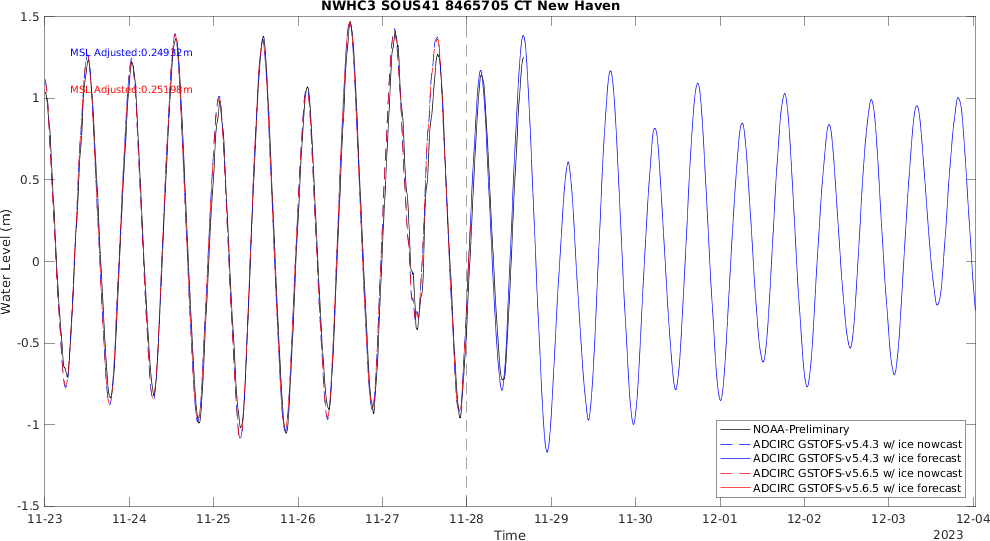 NWHC3 SOUS41 8465705 CT New Haven
1.5
1
0.5
0
-0.5
-1
-1.5
Water Level (m)
MSL Adjusted:0.24932m
MSL Adjusted:0.25198m
NOAA-Preliminary
ADCIRC GSTOFS-v5.4.3 w/ ice nowcast
ADCIRC GSTOFS-v5.4.3 w/ ice forecast
ADCIRC GSTOFS-v5.6.5 w/ ice nowcast
ADCIRC GSTOFS-v5.6.5 w/ ice forecast
11-23 11-24 11-25 11-26 11-27 11-28 11-29 11-30 12-01 12-02 12-03 12-04
Time
2023